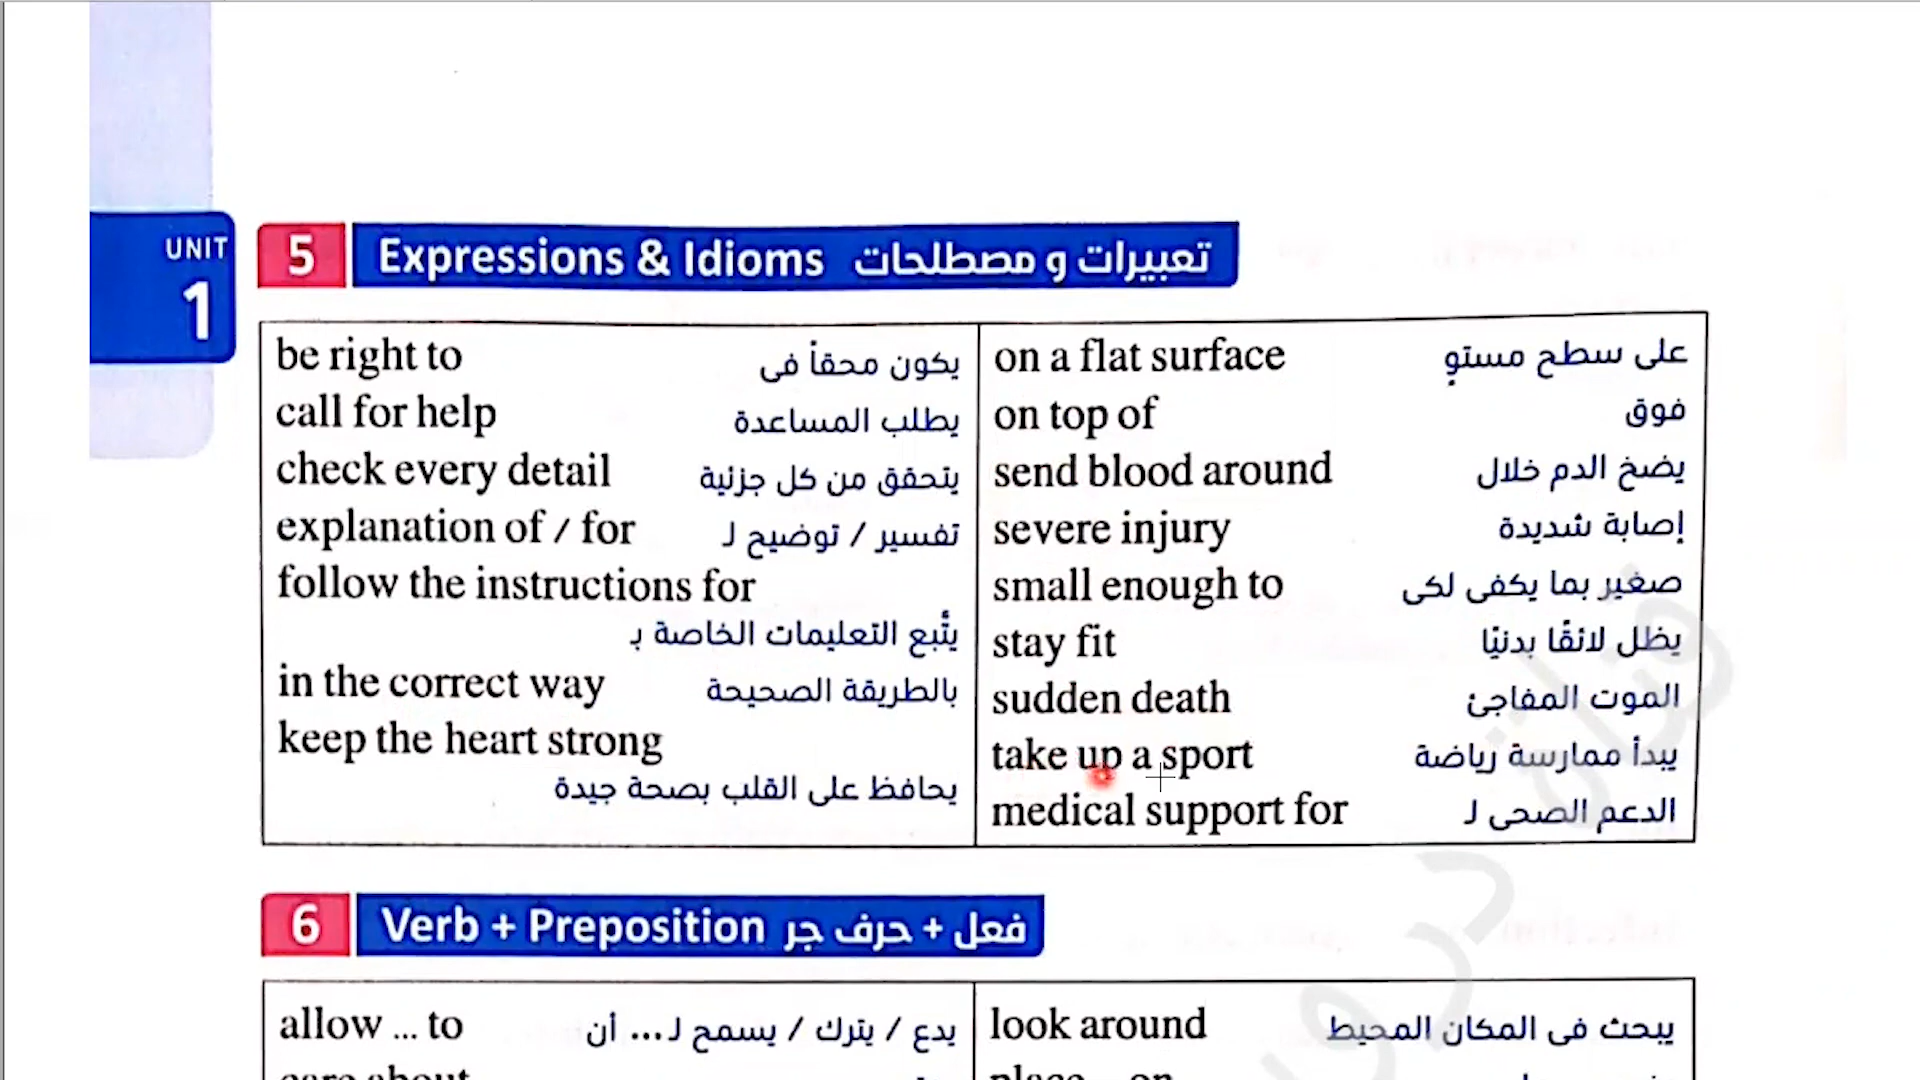 UNIT
1
5 Expressions & Idioms تعبيرات و مصطلحات
be right to يكون محقاً فى
call for help يطلب المساعدة
check every detail يتحقق من كل جزئية
explanation of / for تفسير / توضيح لـ
follow the instructions for
يتَّبع التعليمات الخاصة بـ
in the correct way بالطريقة الصحيحة
keep the heart strong
يحافظ على القلب بصحة جيدة
on a flat surface على سطح مستوٍ
on top of فوق
send blood around يضخ الدم خلال
severe injury إصابة شديدة
small enough to صغير بما يكفى لكى
stay fit يظل لائقًا بدنيًا
sudden death الموت المفاجئ
take up a sport يبدأ ممارسة رياضة
medical support for الدعم الصحى لـ
6 Verb + Preposition فعل + حرف جر
allow ... to يدع / يترك / يسمح لـ ... أن
care about
look around يبحث فى المكان المحيط
place ... on